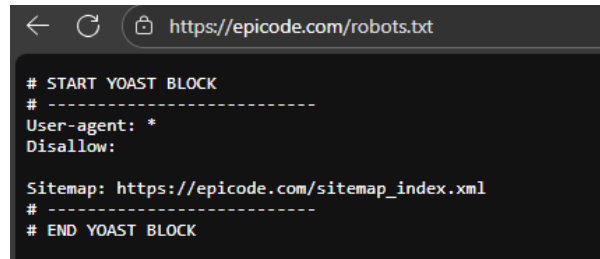 https://epicode.com/robots.txt
# START YOAST BLOCK
# ---------------------------
User-agent: *
Disallow:
Sitemap: https://epicode.com/sitemap_index.xml
# ---------------------------
# END YOAST BLOCK